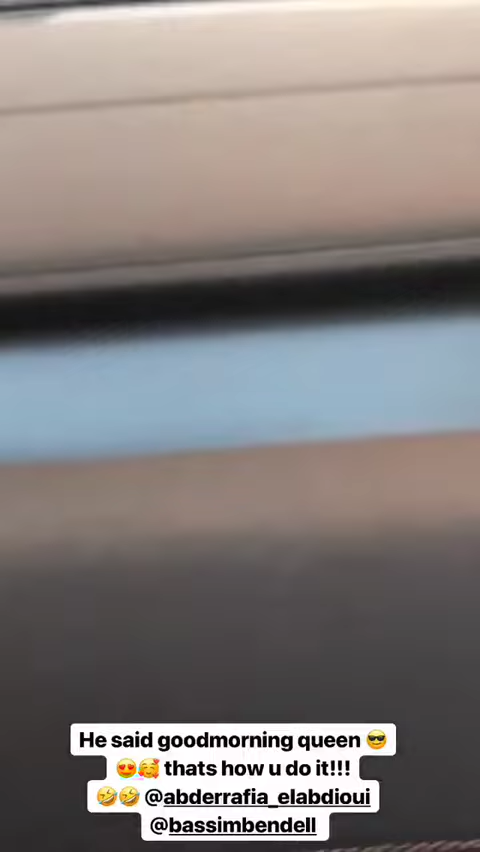 He said goodmorning queen 😎
😍🥰 thats how u do it!!!
🤣🤣 @abderrafia_elabdioui
@bassimbendell